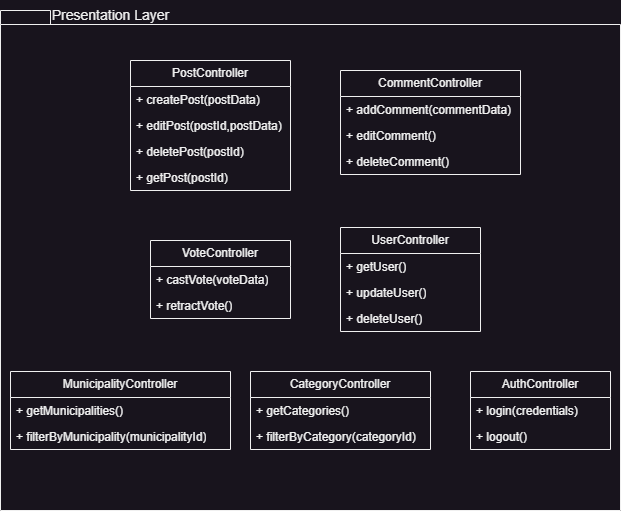 Presentation Layer
PostController
+ createPost(postData)
+ editPost(postId,postData)
+ deletePost(postId)
+ getPost(postId)
CommentController
+ addComment(commentData)
+ editComment()
+ deleteComment()
VoteController
+ castVote(voteData)
+ retractVote()
UserController
+ getUser()
+ updateUser()
+ deleteUser()
MunicipalityController
+ getMunicipalities()
+ filterByMunicipality(municipalityId)
CategoryController
+ getCategories()
+ filterByCategory(categoryId)
AuthController
+ login(credentials)
+ logout()